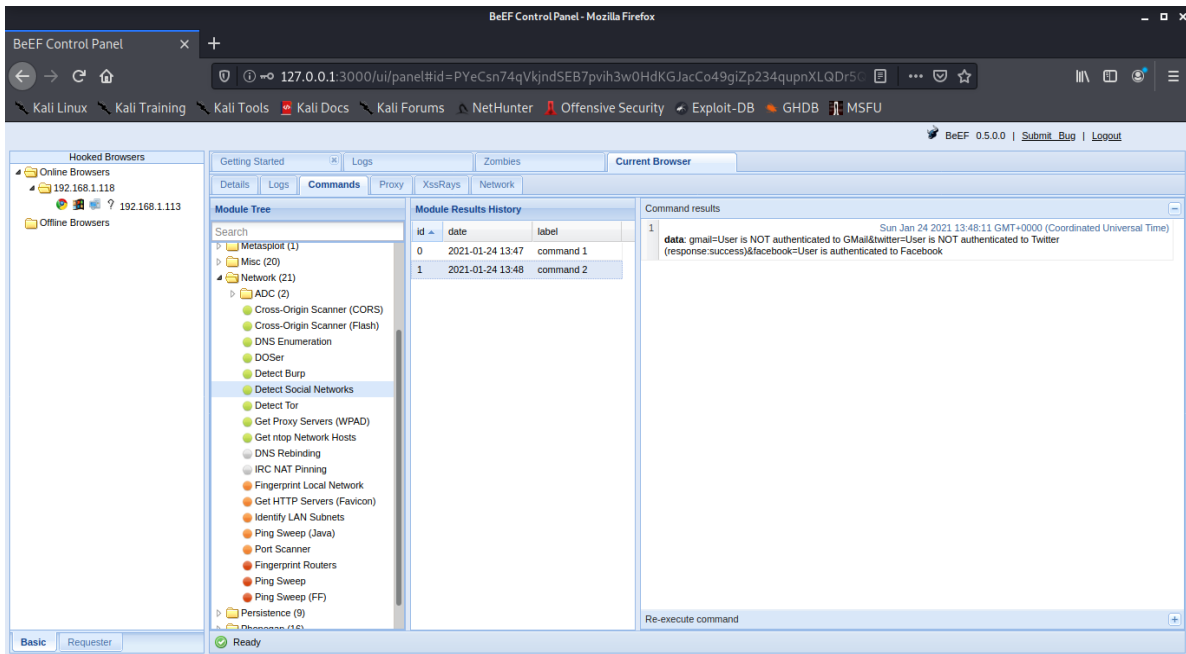 BeEF Control Panel - Mozilla Firefox
BeEF Control Panel
127.0.0.1:3000/ui/panel#id=PYeCsn74qVkjndSEB7pvih3w0HdKGJacCo49giZp234qupnXLQDr5G
Kali Linux Kali Training Kali Tools Kali Docs Kali Forums NetHunter Offensive Security Exploit-DB GHDB MSFU
BeEF 0.5.0.0 | Submit Bug | Logout
Hooked Browsers
Online Browsers
192.168.1.118
? 192.168.1.113
Offline Browsers
Basic Requester
Getting Started Logs Zombies Current Browser
Details Logs Commands Proxy XssRays Network
Module Tree
Search
Metasploit (1)
Misc (20)
Network (21)
ADC (2)
Cross-Origin Scanner (CORS)
Cross-Origin Scanner (Flash)
DNS Enumeration
DOSer
Detect Burp
Detect Social Networks
Detect Tor
Get Proxy Servers (WPAD)
Get ntop Network Hosts
DNS Rebinding
IRC NAT Pinning
Fingerprint Local Network
Get HTTP Servers (Favicon)
Identify LAN Subnets
Ping Sweep (Java)
Port Scanner
Fingerprint Routers
Ping Sweep
Ping Sweep (FF)
Persistence (9)
Phonegap (16)
Module Results History
id date label
0 2021-01-24 13:47 command 1
1 2021-01-24 13:48 command 2
Command results
1 Sun Jan 24 2021 13:48:11 GMT+0000 (Coordinated Universal Time)
data: gmail=User is NOT authenticated to GMail&twitter=User is NOT authenticated to Twitter
(response:success)&facebook=User is authenticated to Facebook
Re-execute command
Ready